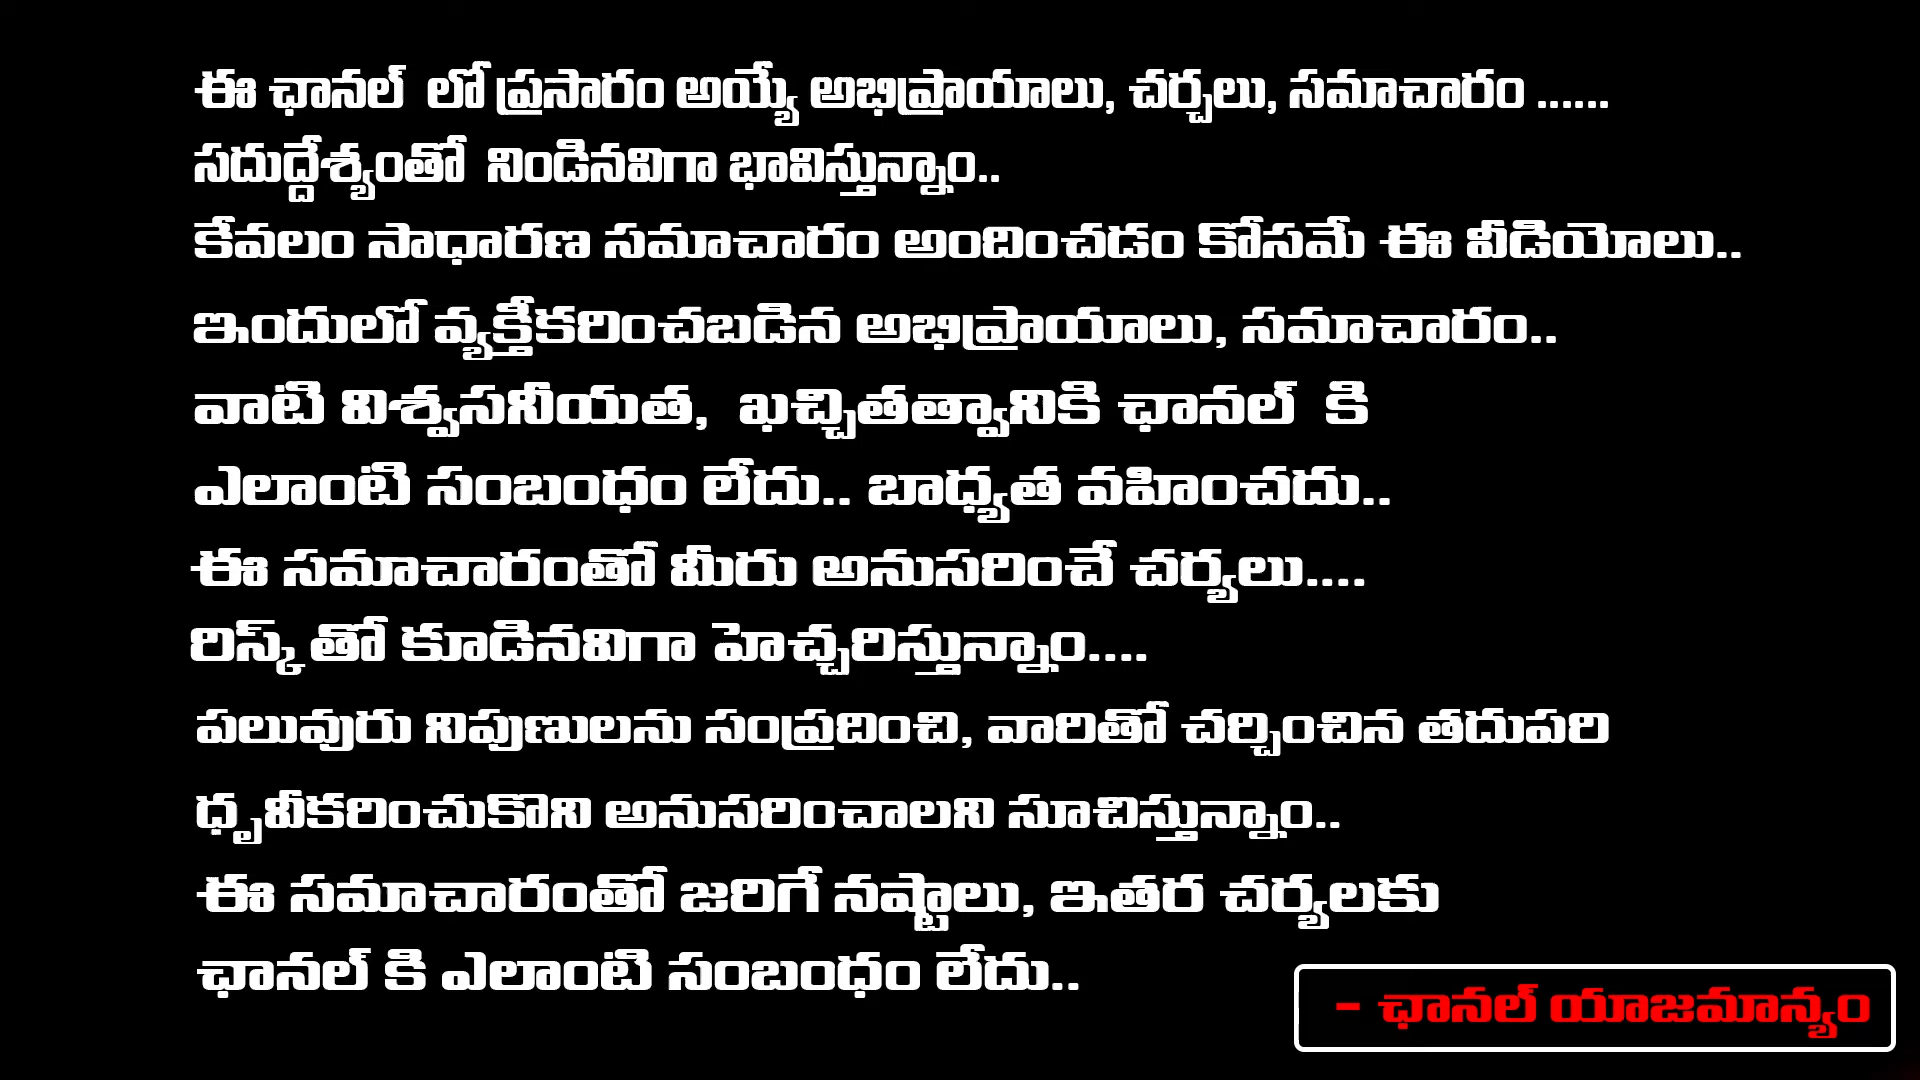 ఈ ఛానల్ లో ప్రసారం అయ్యే అభిప్రాయాలు, చర్చలు, సమాచారం ......
సదుద్దేశ్యంతో నిండినవిగా భావిస్తున్నాం..
కేవలం సాధారణ సమాచారం అందించడం కోసమే ఈ వీడియోలు..
ఇందులో వ్యక్తీకరించబడిన అభిప్రాయాలు, సమాచారం..
వాటి విశ్వసనీయత, ఖచ్చితత్వానికి ఛానల్ కి
ఎలాంటి సంబంధం లేదు.. బాధ్యత వహించదు..
ఈ సమాచారంతో మీరు అనుసరించే చర్యలు....
రిస్క్ తో కూడినవిగా హెచ్చరిస్తున్నాం....
పలువురు నిపుణులను సంప్రదించి, వారితో చర్చించిన తదుపరి
ధృవీకరించుకొని అనుసరించాలని సూచిస్తున్నాం..
ఈ సమాచారంతో జరిగే నష్టాలు, ఇతర చర్యలకు
ఛానల్ కి ఎలాంటి సంబంధం లేదు..
- ఛానల్ యాజమాన్యం